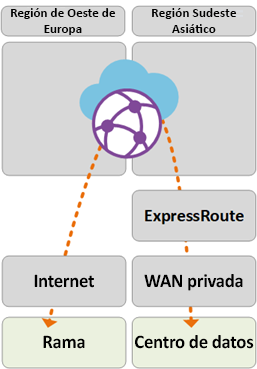 Región de Oeste de
Europa
Región Sudeste
Asiático
ExpressRoute
Internet
WAN privada
Rama
Centro de datos